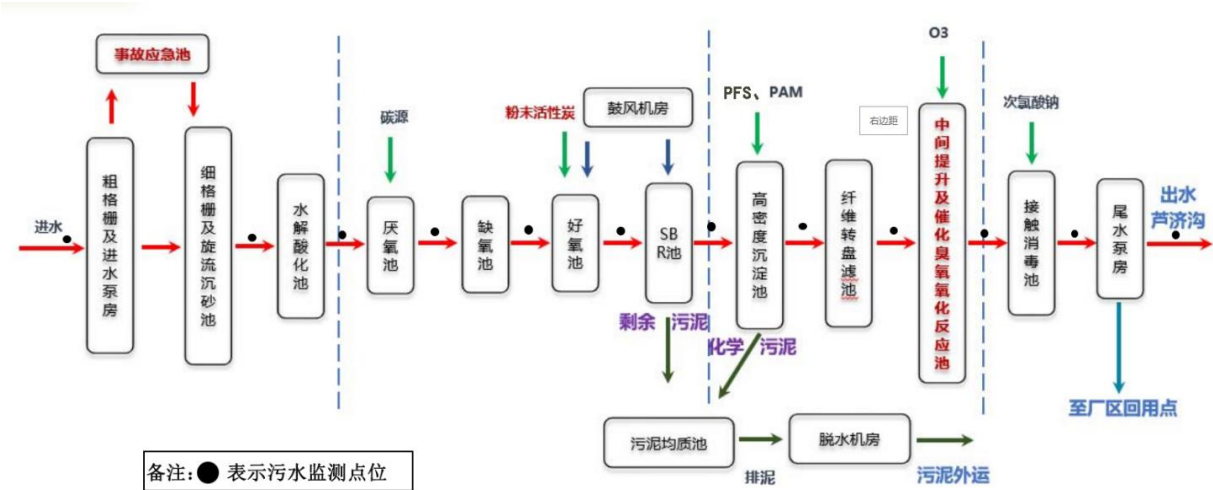 事故应急池
O3
PFS、PAM
鼓风机房
粉末活性炭
碳源
次氯酸钠
右边距
进水
粗格栅及进水泵房
细格栅及旋流沉砂池
水解酸化池
厌氧池
缺氧池
好氧池
SB
R池
高密度沉淀池
纤维转盘滤池
中间提升及催化臭氧氧化反应池
接触消毒池
尾水泵房
出水
芦济沟
剩余 污泥
化学 污泥
至厂区回用点
污泥均质池
排泥
脱水机房
污泥外运
备注:● 表示污水监测点位